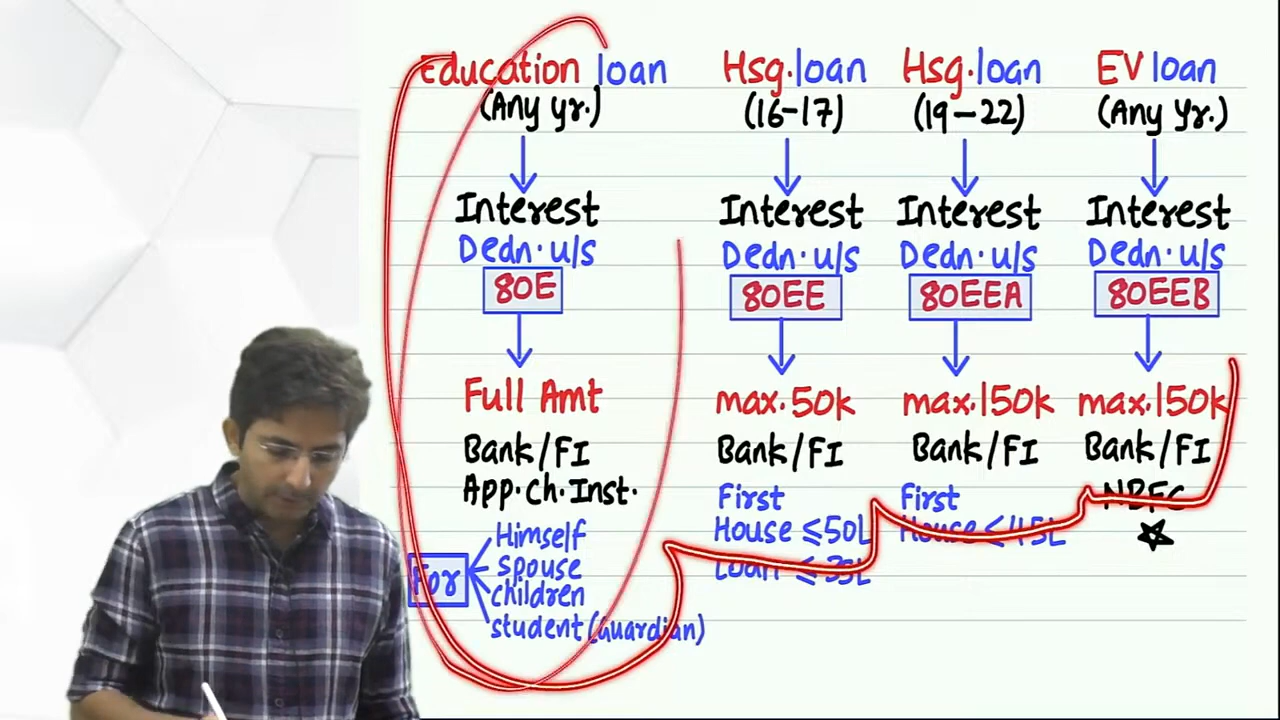 Education loan
(Any yr.)
Interest
Dedn. u/s
80E
Full Amt
Bank/FI
App. Ch. Inst.
For
Himself
spouse
children
student (Guardian)
Hsg. loan
(16-17)
Interest
Dedn. u/s
80EE
max. 50k
Bank/FI
First
House ≤50L
Loan ≤35L
Hsg. loan
(19-22)
Interest
Dedn. u/s
80EEA
max. 150k
Bank/FI
First
House ≤45L
EV loan
(Any Yr.)
Interest
Dedn. u/s
80EEB
max. 150k
Bank/FI
NBFC